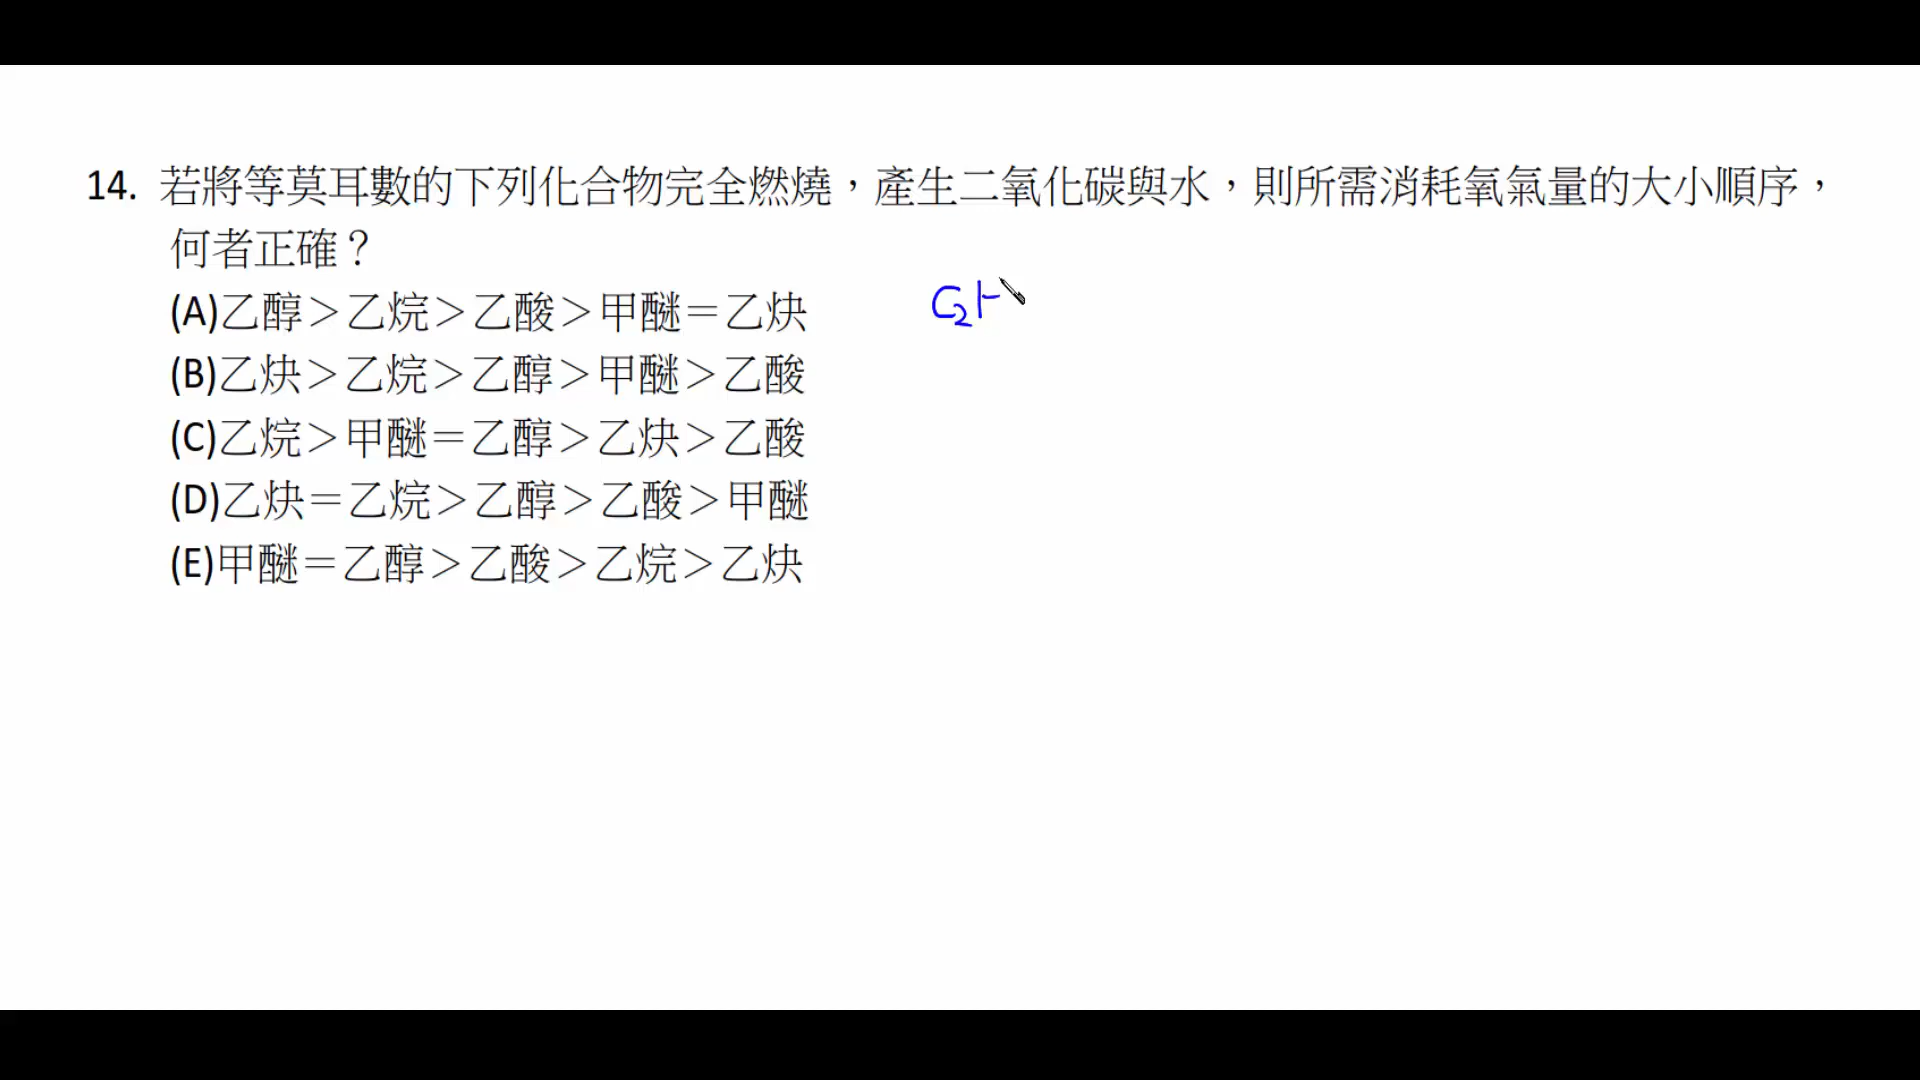 14. 若將等莫耳數的下列化合物完全燃燒，產生二氧化碳與水，則所需消耗氧氣量的大小順序，
何者正確？
(A)乙醇＞乙烷＞乙酸＞甲醚＝乙炔
C₂H
(B)乙炔＞乙烷＞乙醇＞甲醚＞乙酸
(C)乙烷＞甲醚＝乙醇＞乙炔＞乙酸
(D)乙炔＝乙烷＞乙醇＞乙酸＞甲醚
(E)甲醚＝乙醇＞乙酸＞乙烷＞乙炔